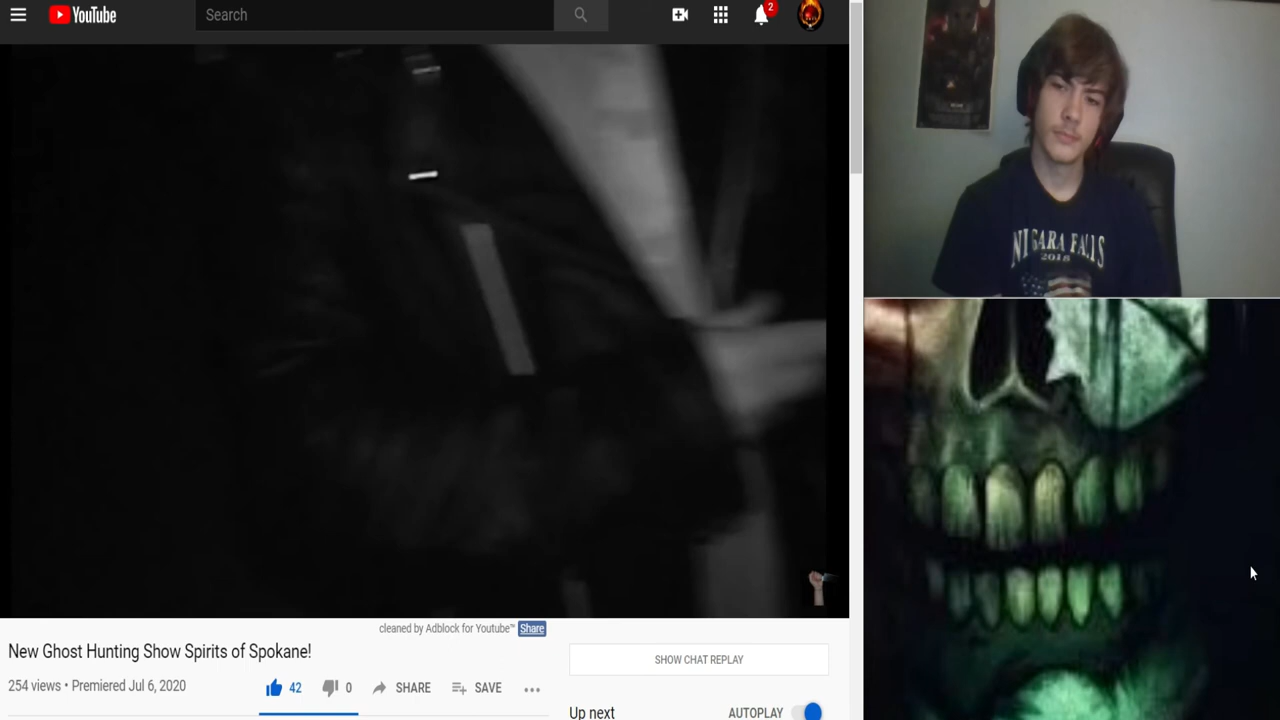 YouTube
Search
2
NIAGARA FALLS
2015
cleaned by Adblock for Youtube™ Share
New Ghost Hunting Show Spirits of Spokane!
SHOW CHAT REPLAY
254 views • Premiered Jul 6, 2020
42
0
SHARE
SAVE
Up next
AUTOPLAY